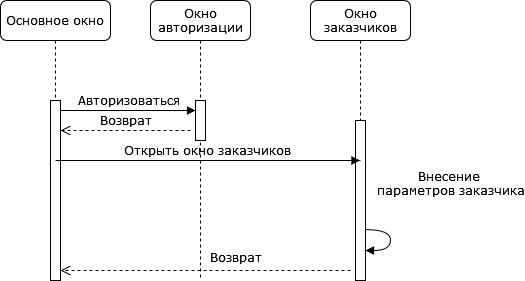 Основное окно
Окно
авторизации
Окно
заказчиков
Авторизоваться
Возврат
Открыть окно заказчиков
Внесение
параметров заказчика
Возврат